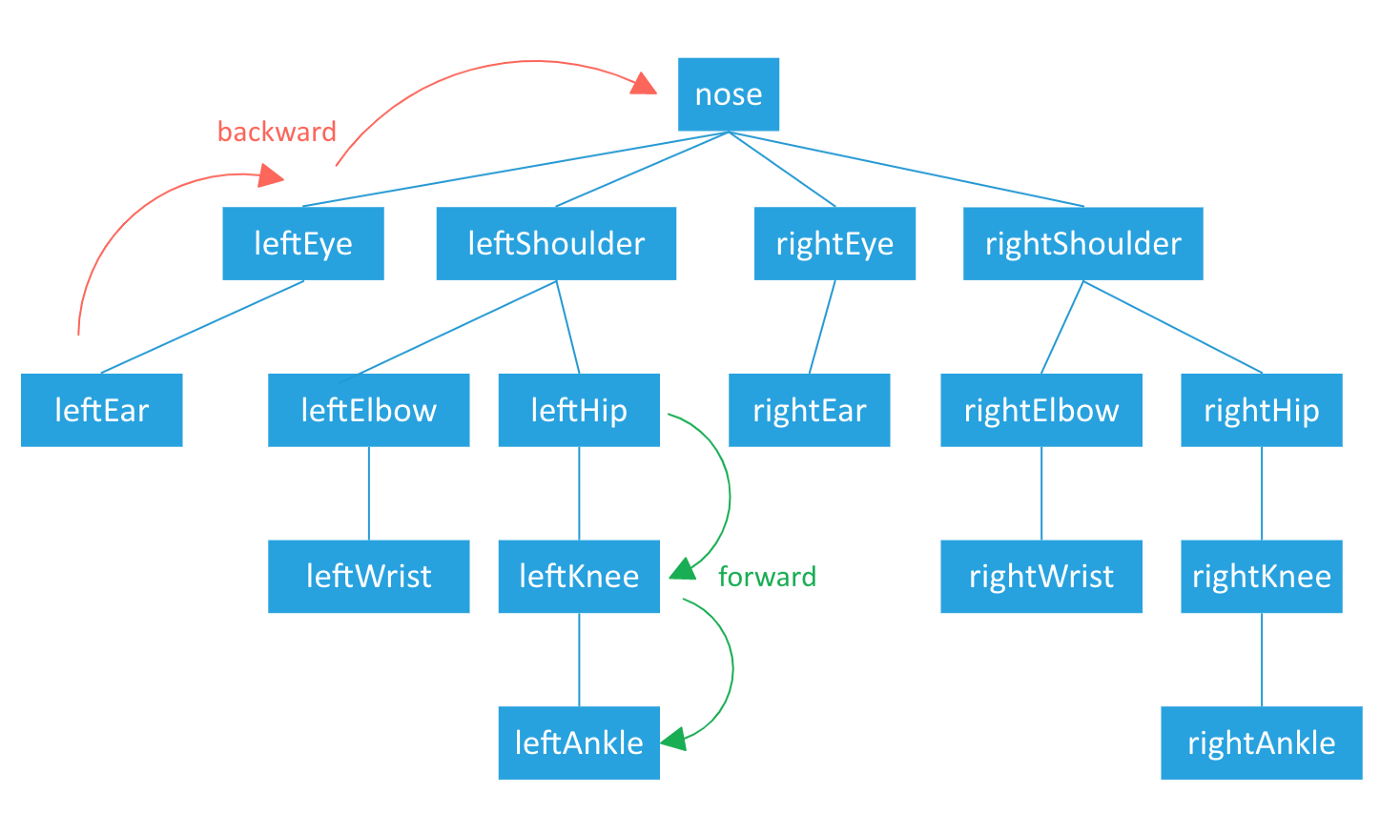 nose
backward
leftEye
leftShoulder
rightEye
rightShoulder
leftEar
leftElbow
leftHip
rightEar
rightElbow
rightHip
leftWrist
leftKnee
forward
rightWrist
rightKnee
leftAnkle
rightAnkle